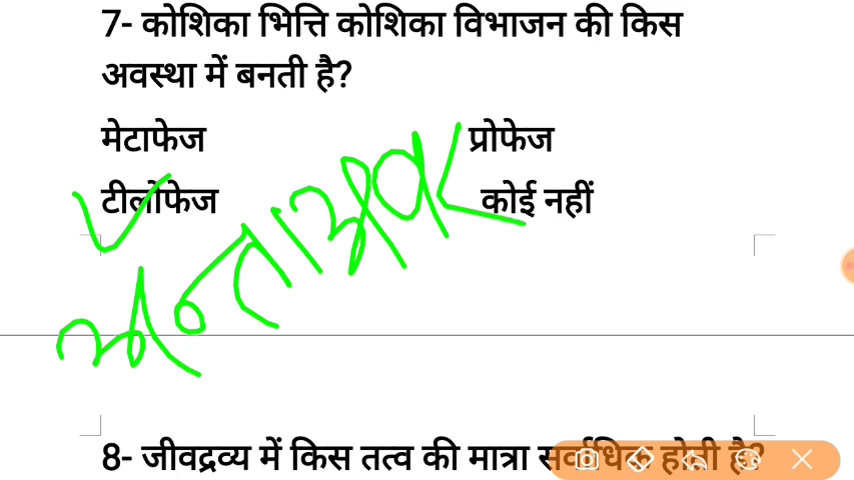 7- कोशिका भित्ति कोशिका विभाजन की किस
अवस्था में बनती है?
मेटाफेज प्रोफेज
टीलोफेज कोई नहीं
8- जीवद्रव्य में किस तत्व की मात्रा सर्वाधिक होती है?